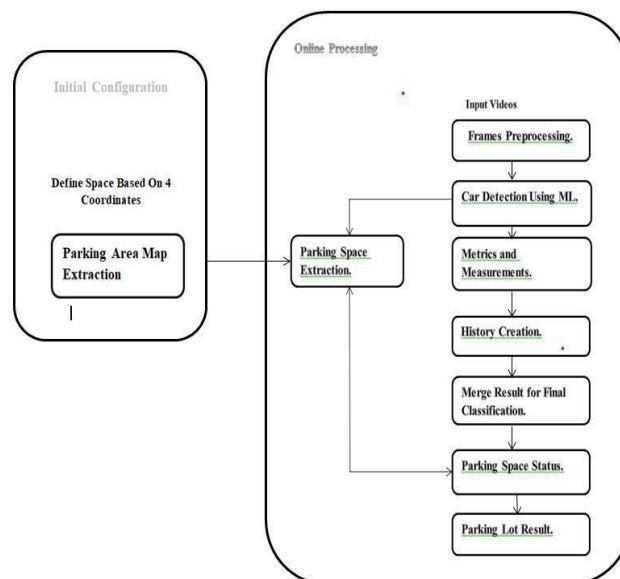 Initial Configuration
Define Space Based On 4
Coordinates
Parking Area Map
Extraction
Online Processing
Input Videos
Frames Preprocessing.
Car Detection Using ML.
Metrics and
Measurements.
History Creation.
Merge Result for Final
Classification.
Parking Space Status.
Parking Lot Result.
Parking Space
Extraction.